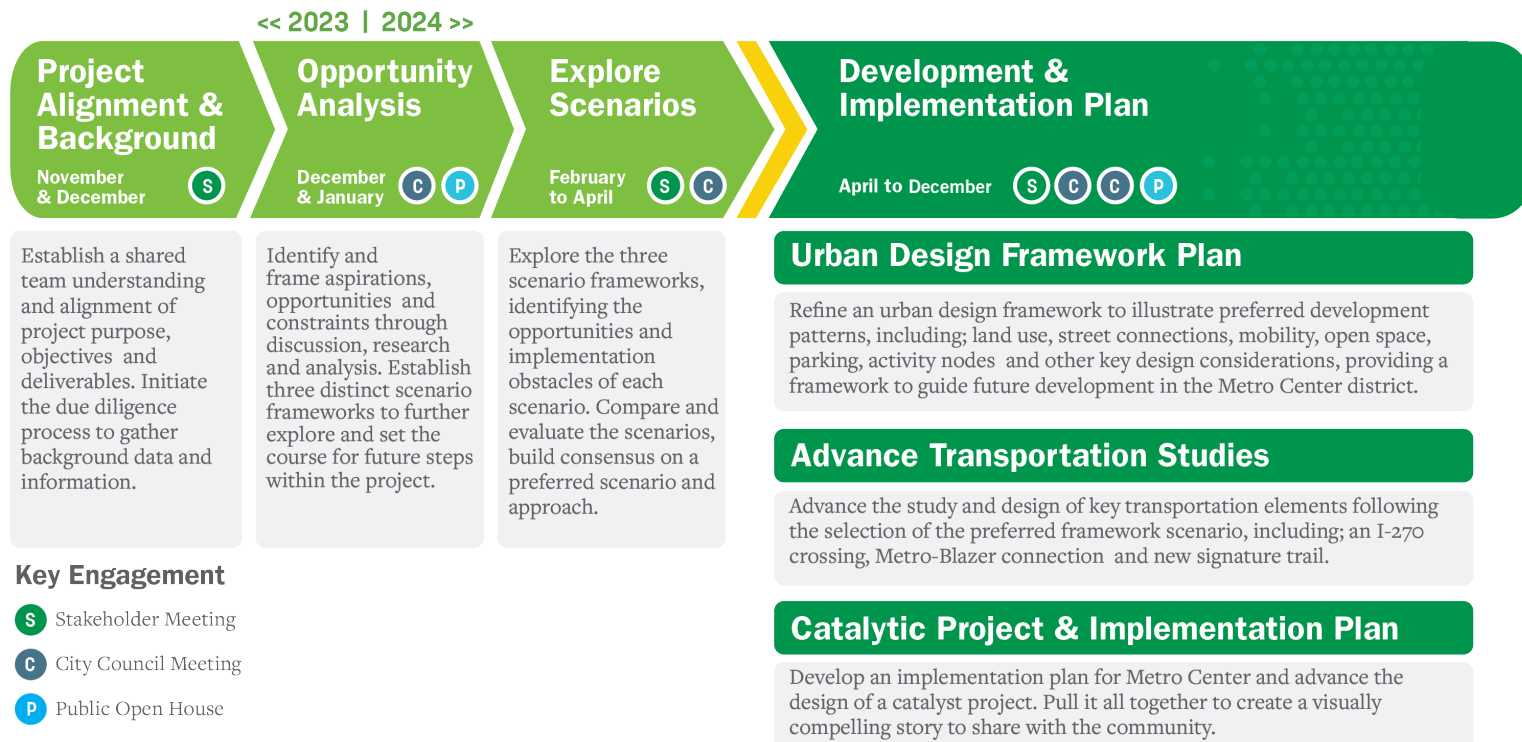 << 2023 | 2024 >>
Project
Alignment &
Background
November
& December
S
Opportunity
Analysis
December
& January
C P
Explore
Scenarios
February
to April
S C
Development &
Implementation Plan
April to December
S C C P
Establish a shared
team understanding
and alignment of
project purpose,
objectives and
deliverables. Initiate
the due diligence
process to gather
background data and
information.
Identify and
frame aspirations,
opportunities and
constraints through
discussion, research
and analysis. Establish
three distinct scenario
frameworks to further
explore and set the
course for future steps
within the project.
Explore the three
scenario frameworks,
identifying the
opportunities and
implementation
obstacles of each
scenario. Compare and
evaluate the scenarios,
build consensus on a
preferred scenario and
approach.
Urban Design Framework Plan
Refine an urban design framework to illustrate preferred development
patterns, including; land use, street connections, mobility, open space,
parking, activity nodes and other key design considerations, providing a
framework to guide future development in the Metro Center district.
Advance Transportation Studies
Advance the study and design of key transportation elements following
the selection of the preferred framework scenario, including; an I-270
crossing, Metro-Blazer connection and new signature trail.
Catalytic Project & Implementation Plan
Develop an implementation plan for Metro Center and advance the
design of a catalyst project. Pull it all together to create a visually
compelling story to share with the community.
Key Engagement
S Stakeholder Meeting
C City Council Meeting
P Public Open House